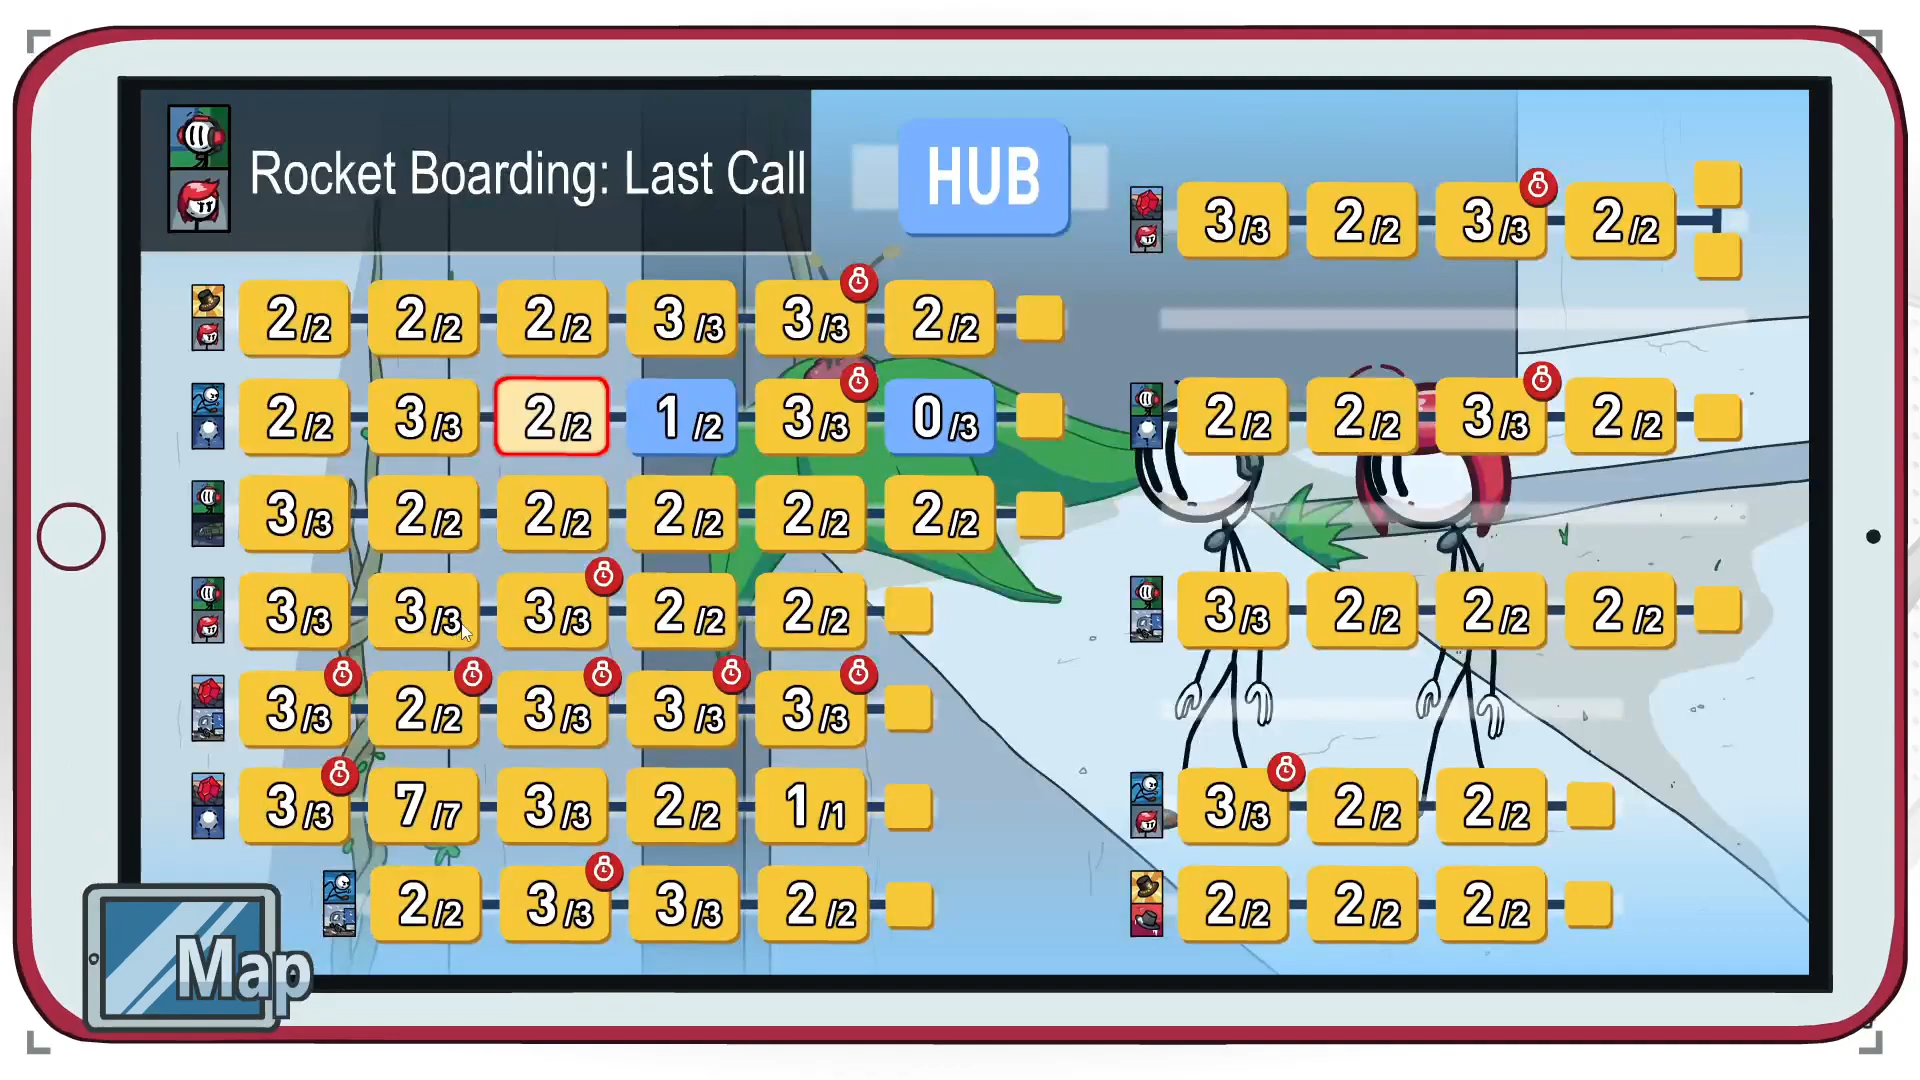 Rocket Boarding: Last Call
HUB
3/3 2/2 3/3 2/2
2/2 2/2 2/2 3/3 3/3 2/2
2/2 3/3 2/2 1/2 3/3 0/3
2/2 2/2 3/3 2/2
3/3 2/2 2/2 2/2 2/2 2/2
3/3 3/3 3/3 2/2 2/2
3/3 2/2 2/2 2/2
3/3 2/2 3/3 3/3 3/3
3/3 7/7 3/3 2/2 1/1
3/3 2/2 2/2
2/2 3/3 3/3 2/2
2/2 2/2 2/2
Map